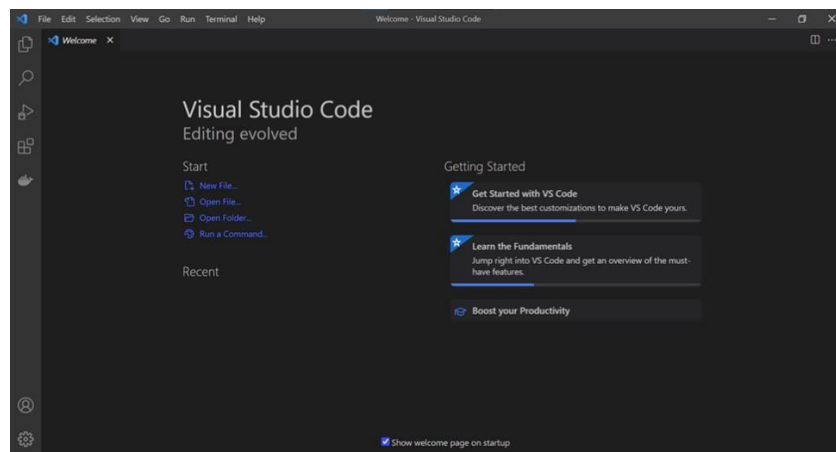 File Edit Selection View Go Run Terminal Help
Welcome - Visual Studio Code
Welcome
Visual Studio Code
Editing evolved
Start
New File...
Open File...
Open Folder...
Run a Command...
Recent
Getting Started
Get Started with VS Code
Discover the best customizations to make VS Code yours.
Learn the Fundamentals
Jump right into VS Code and get an overview of the must-
have features.
Boost your Productivity
Show welcome page on startup